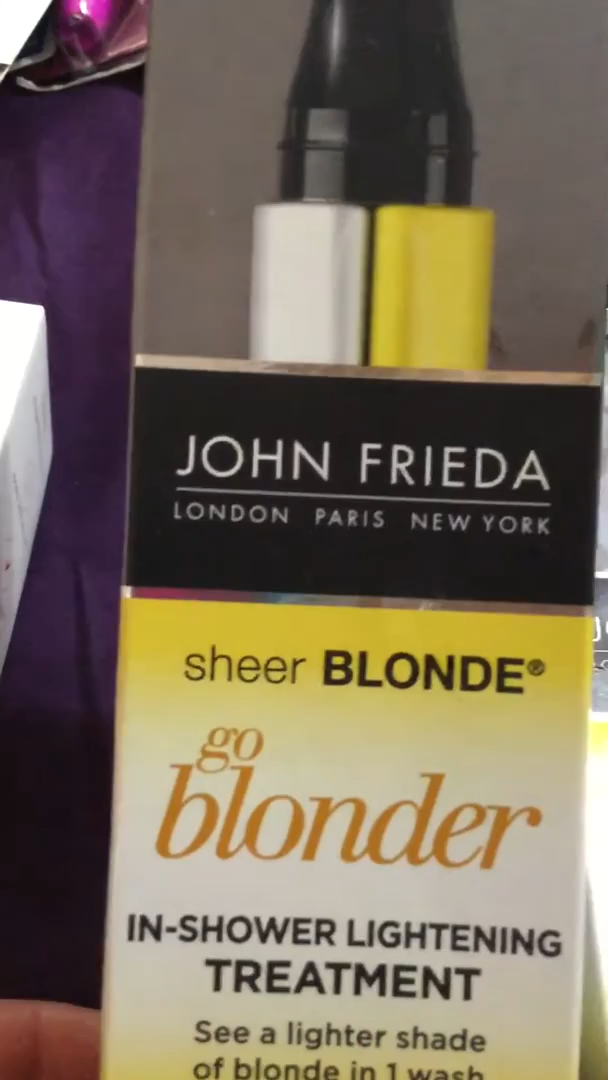 JOHN FRIEDA
LONDON PARIS NEW YORK
sheer BLONDE®
go
blonder
IN-SHOWER LIGHTENING
TREATMENT
See a lighter shade
of blonde in 1 wash